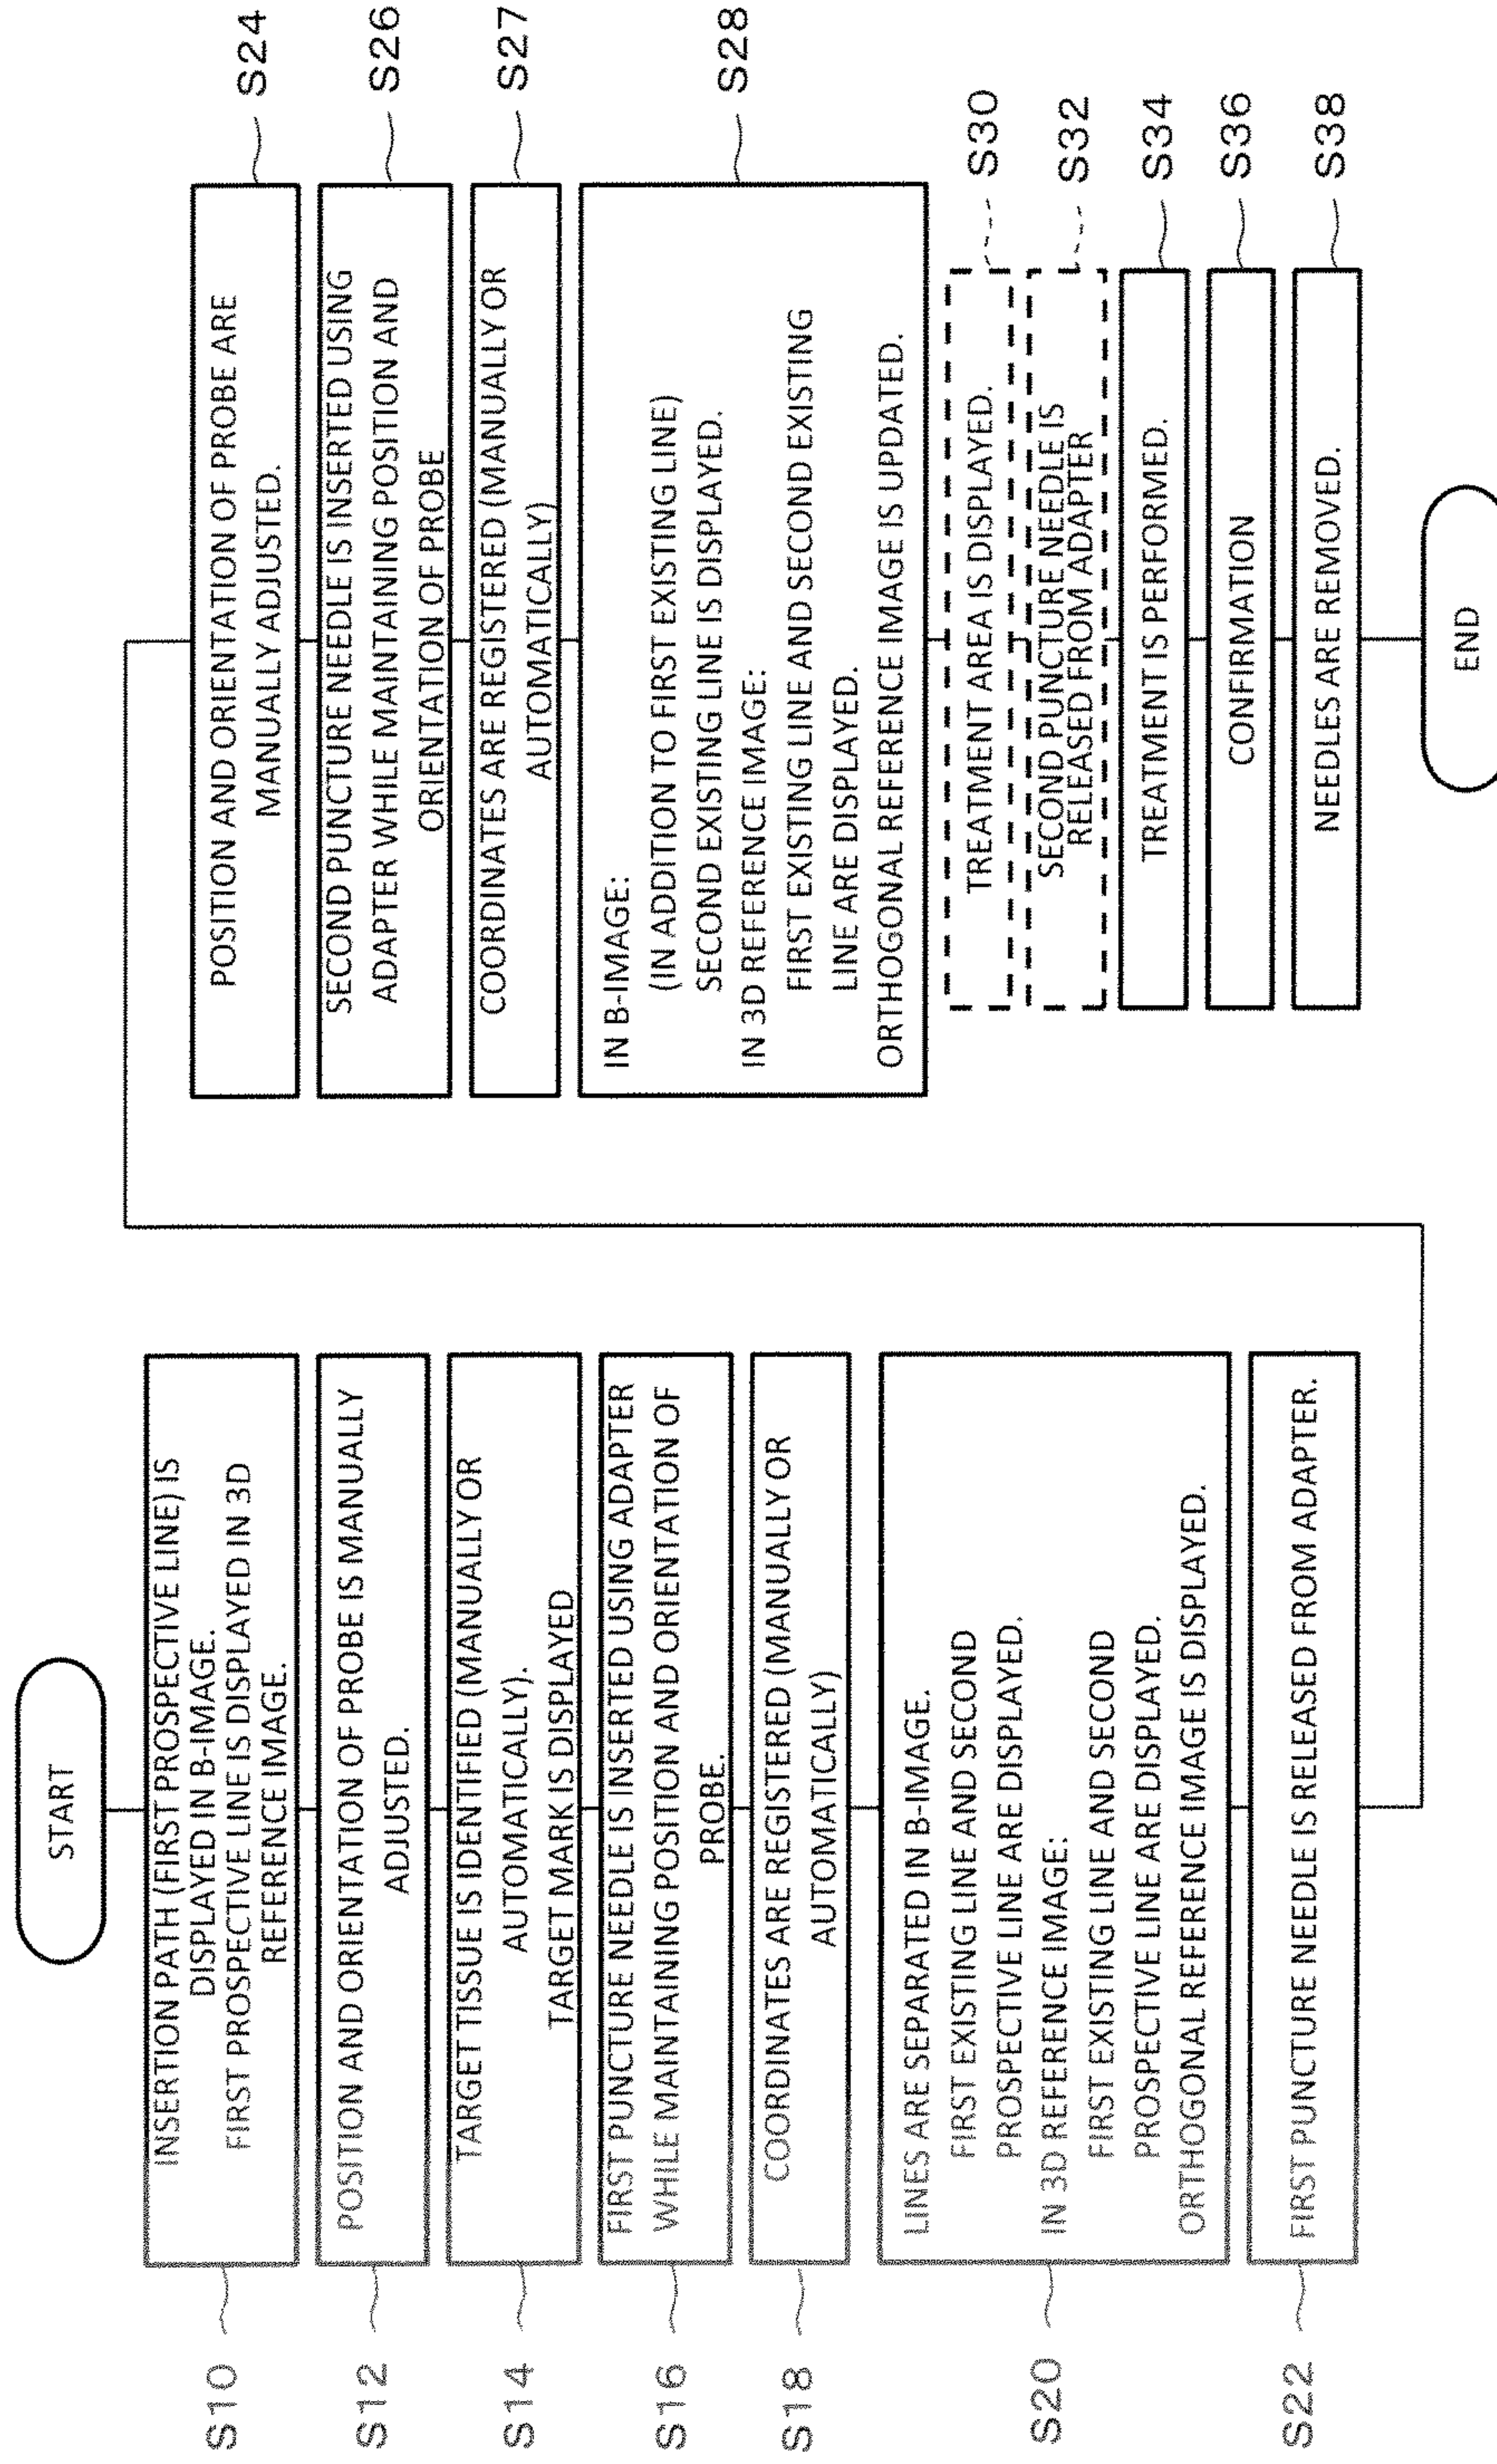 START
S10
INSERTION PATH (FIRST PROSPECTIVE LINE) IS
DISPLAYED IN B-IMAGE.
FIRST PROSPECTIVE LINE IS DISPLAYED IN 3D
REFERENCE IMAGE.
S12
POSITION AND ORIENTATION OF PROBE IS MANUALLY
ADJUSTED.
S14
TARGET TISSUE IS IDENTIFIED (MANUALLY OR
AUTOMATICALLY).
TARGET MARK IS DISPLAYED
S16
FIRST PUNCTURE NEEDLE IS INSERTED USING ADAPTER
WHILE MAINTAINING POSITION AND ORIENTATION OF
PROBE.
S18
COORDINATES ARE REGISTERED (MANUALLY OR
AUTOMATICALLY)
S20
LINES ARE SEPARATED IN B-IMAGE.
FIRST EXISTING LINE AND SECOND
PROSPECTIVE LINE ARE DISPLAYED.
IN 3D REFERENCE IMAGE:
FIRST EXISTING LINE AND SECOND
PROSPECTIVE LINE ARE DISPLAYED.
ORTHOGONAL REFERENCE IMAGE IS DISPLAYED.
S22
FIRST PUNCTURE NEEDLE IS RELEASED FROM ADAPTER.
POSITION AND ORIENTATION OF PROBE ARE
MANUALLY ADJUSTED.
S24
SECOND PUNCTURE NEEDLE IS INSERTED USING
ADAPTER WHILE MAINTAINING POSITION AND
ORIENTATION OF PROBE
S26
COORDINATES ARE REGISTERED (MANUALLY OR
AUTOMATICALLY)
S27
IN B-IMAGE:
(IN ADDITION TO FIRST EXISTING LINE)
SECOND EXISTING LINE IS DISPLAYED.
IN 3D REFERENCE IMAGE:
FIRST EXISTING LINE AND SECOND EXISTING
LINE ARE DISPLAYED.
ORTHOGONAL REFERENCE IMAGE IS UPDATED.
S28
TREATMENT AREA IS DISPLAYED.
S30
SECOND PUNCTURE NEEDLE IS
RELEASED FROM ADAPTER
S32
TREATMENT IS PERFORMED.
S34
CONFIRMATION
S36
NEEDLES ARE REMOVED.
S38
END